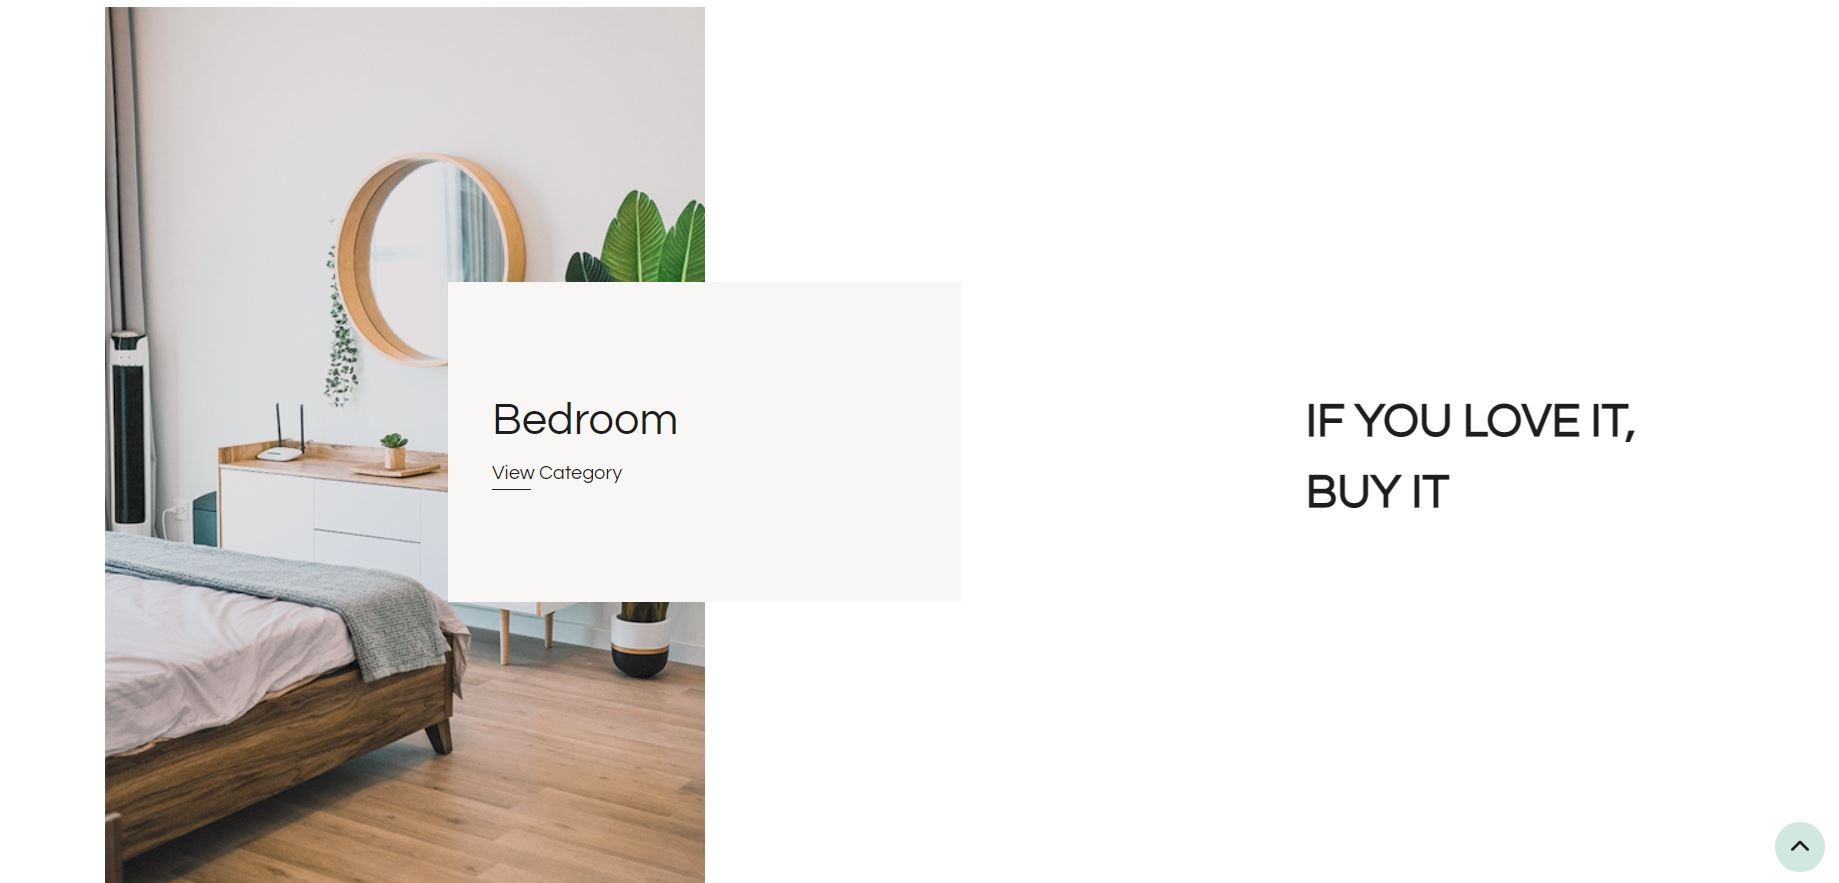 Bedroom
View Category
IF YOU LOVE IT,
BUY IT